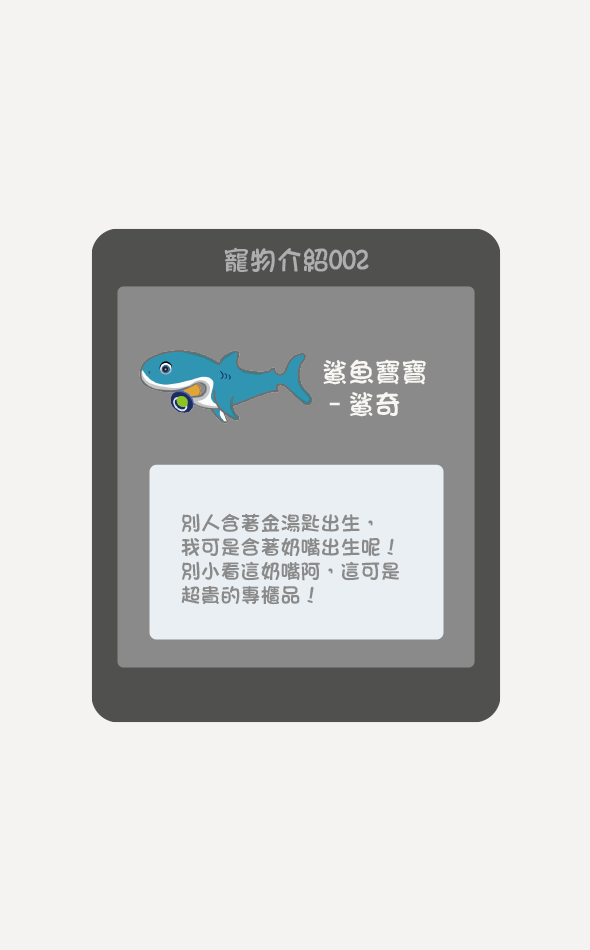 寵物介紹002
鯊魚寶寶
- 鯊奇
別人含著金湯匙出生，
我可是含著奶嘴出生呢！
別小看這奶嘴阿，這可是
超貴的專櫃品！